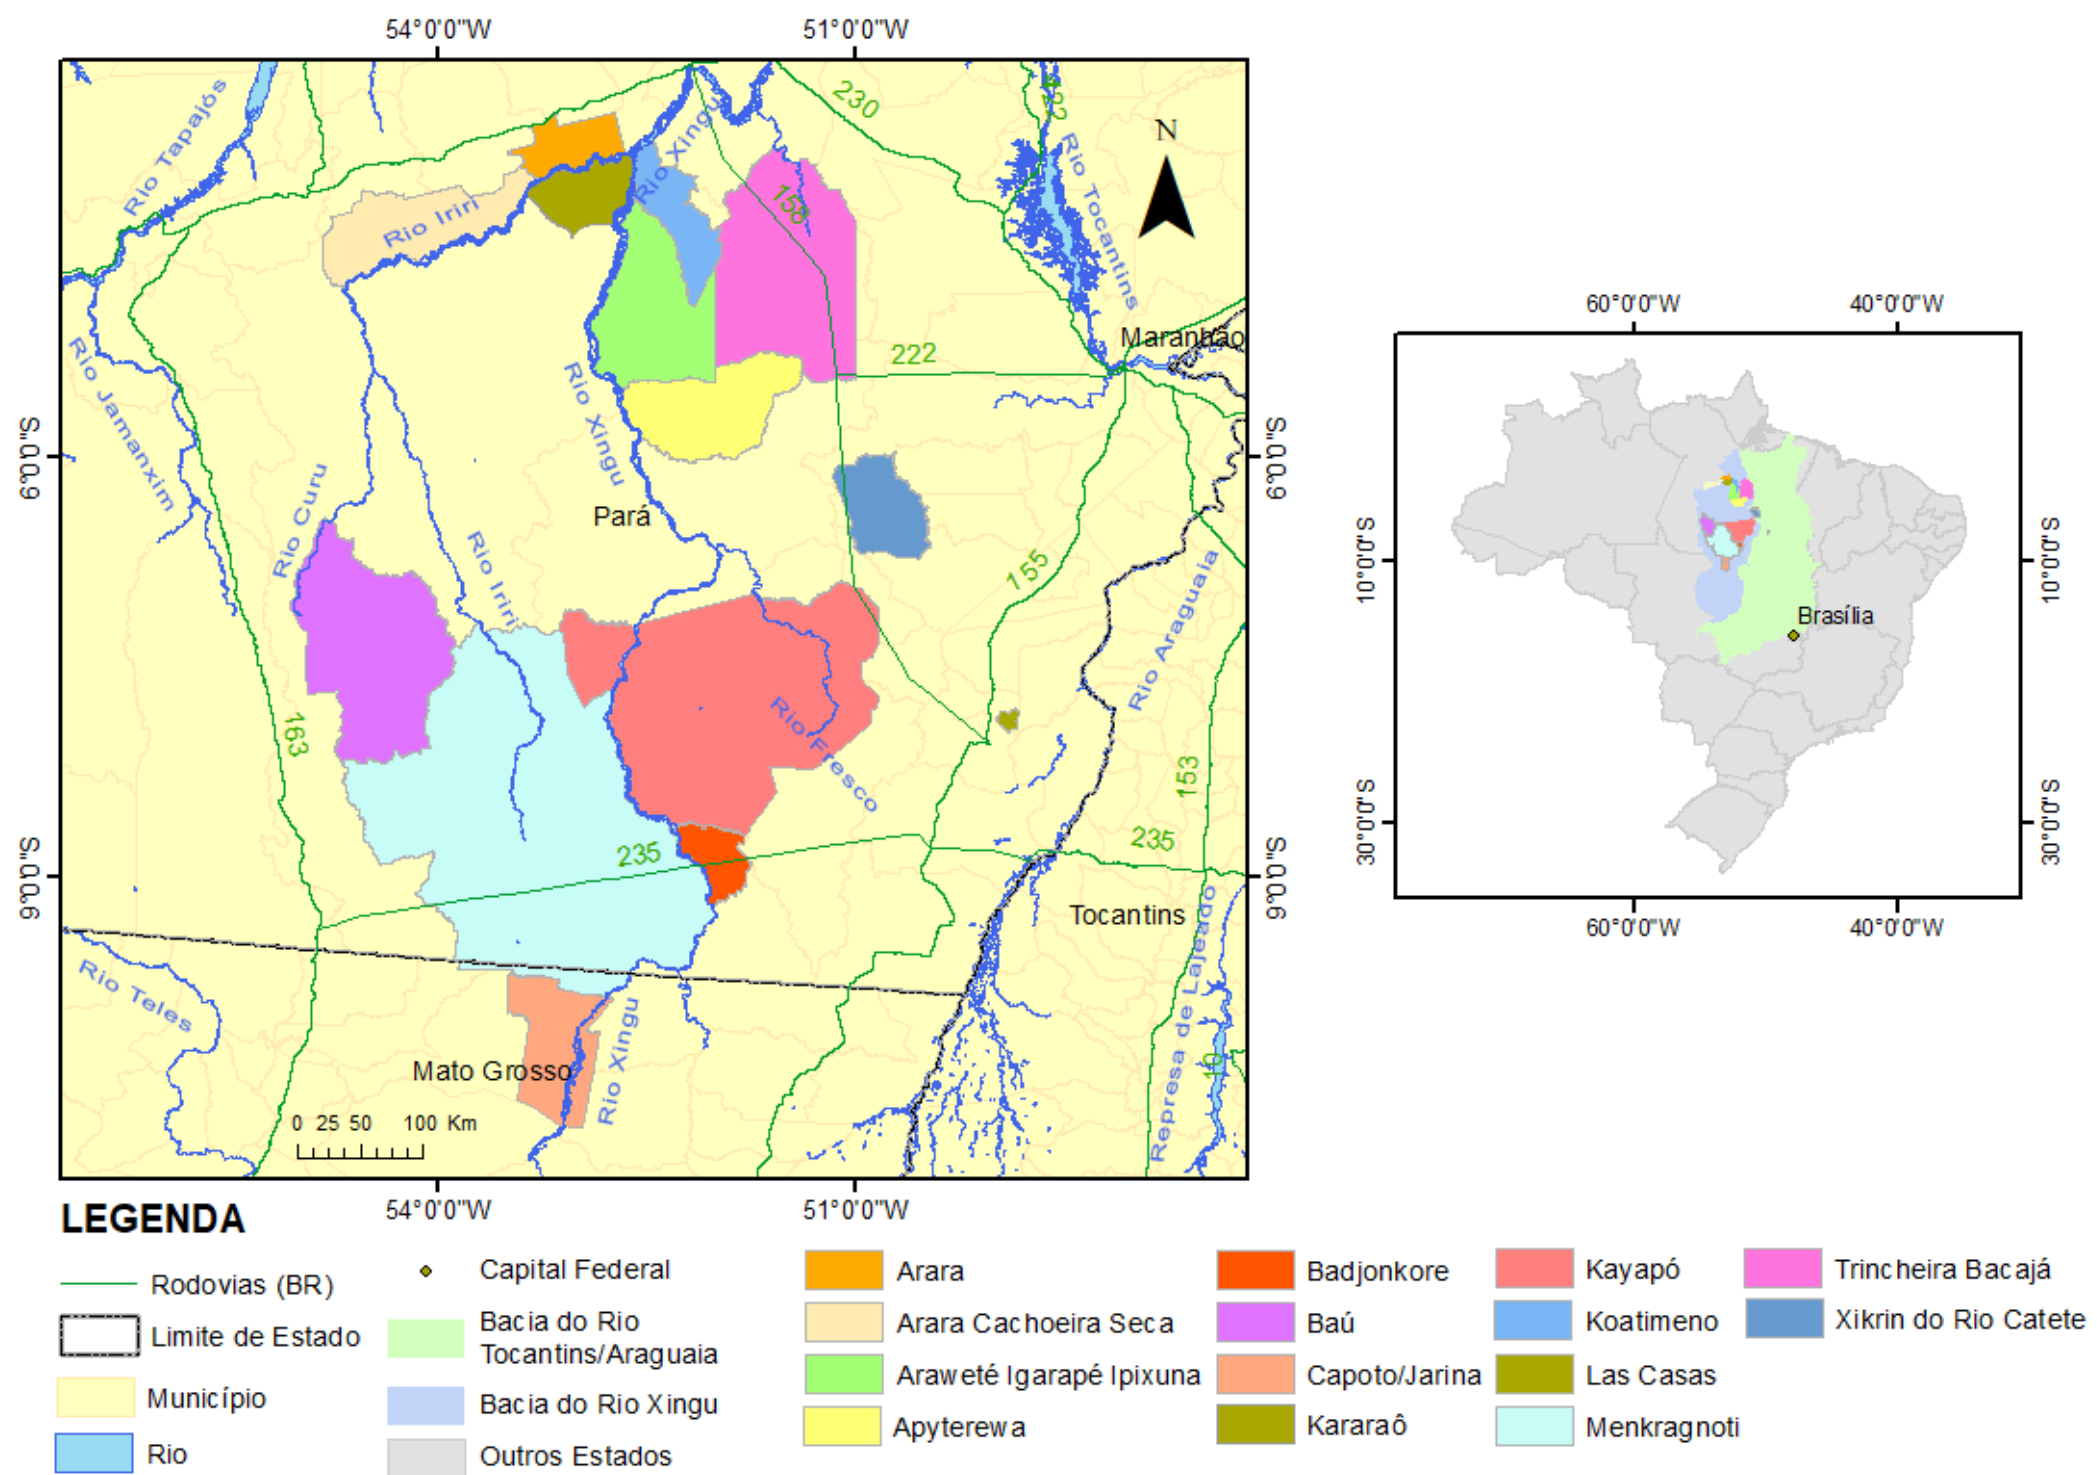 54°0'0"W
51°0'0"W
230
422
Rio Tapajós
Rio Xingu
N
Rio Tocantins
158
Rio Iriri
Rio Xingu
60°0'0"W
40°0'0"W
Maranhão
222
Rio Jamanxim
Rio Xingu
6°0'0"S
6°0'0"S
Rio Curu
Pará
Rio Iriri
155
Rio Araguaia
10°0'0"S
10°0'0"S
Brasília
163
Rio Fresco
153
30°0'0"S
30°0'0"S
235
235
9°0'0"S
9°0'0"S
Tocantins
60°0'0"W
40°0'0"W
Rio Teles
Represa de Lajeado
Rio Xingu
Mato Grosso
10
0 25 50 100 Km
54°0'0"W
51°0'0"W
LEGENDA
Rodovias (BR)
Limite de Estado
Município
Rio
Capital Federal
Bacia do Rio
Tocantins/Araguaia
Bacia do Rio Xingu
Outros Estados
Arara
Arara Cachoeira Seca
Araweté Igarapé Ipixuna
Apyterewa
Badjonkore
Baú
Capoto/Jarina
Kararaô
Kayapó
Koatimeno
Las Casas
Menkragnoti
Trincheira Bacajá
Xikrin do Rio Catete